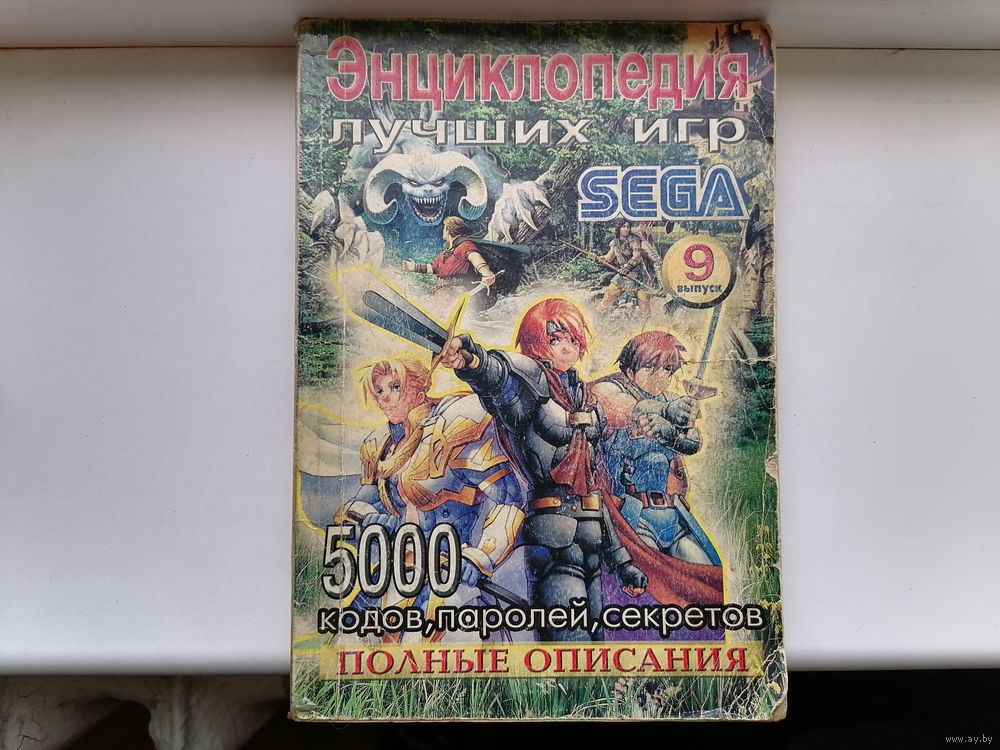 Энциклопедия
лучших игр
SEGA
9
выпуск
5000
кодов, паролей, секретов
ПОЛНЫЕ ОПИСАНИЯ
www.ay.by